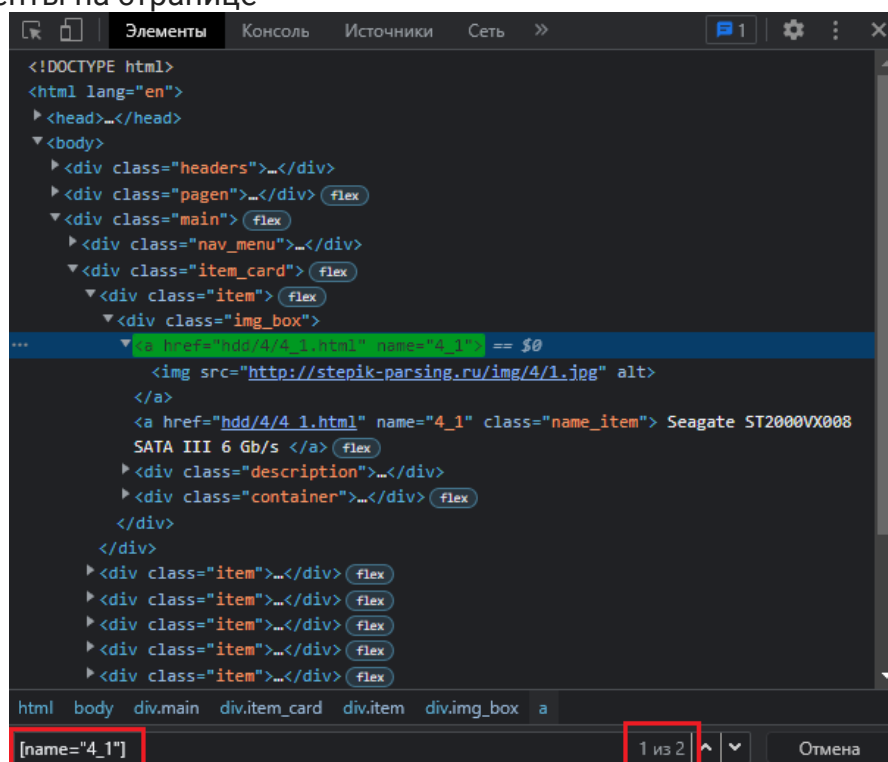 енты на странице
Элементы Консоль Источники Сеть » 1
<!DOCTYPE html>
<html lang="en">
<head>…</head>
<body>
<div class="headers">…</div>
<div class="pagen">…</div> flex
<div class="main"> flex
<div class="nav_menu">…</div>
<div class="item_card"> flex
<div class="item"> flex
<div class="img_box">
<a href="hdd/4/4_1.html" name="4_1"> == $0
<img src="http://stepik-parsing.ru/img/4/1.jpg" alt>
</a>
<a href="hdd/4/4_1.html" name="4_1" class="name_item"> Seagate ST2000VX008
SATA III 6 Gb/s </a> flex
<div class="description">…</div>
<div class="container">…</div> flex
</div>
</div>
<div class="item">…</div> flex
<div class="item">…</div> flex
<div class="item">…</div> flex
<div class="item">…</div> flex
<div class="item">…</div> flex
html body div.main div.item_card div.item div.img_box a
[name="4_1"] 1 из 2 Отмена